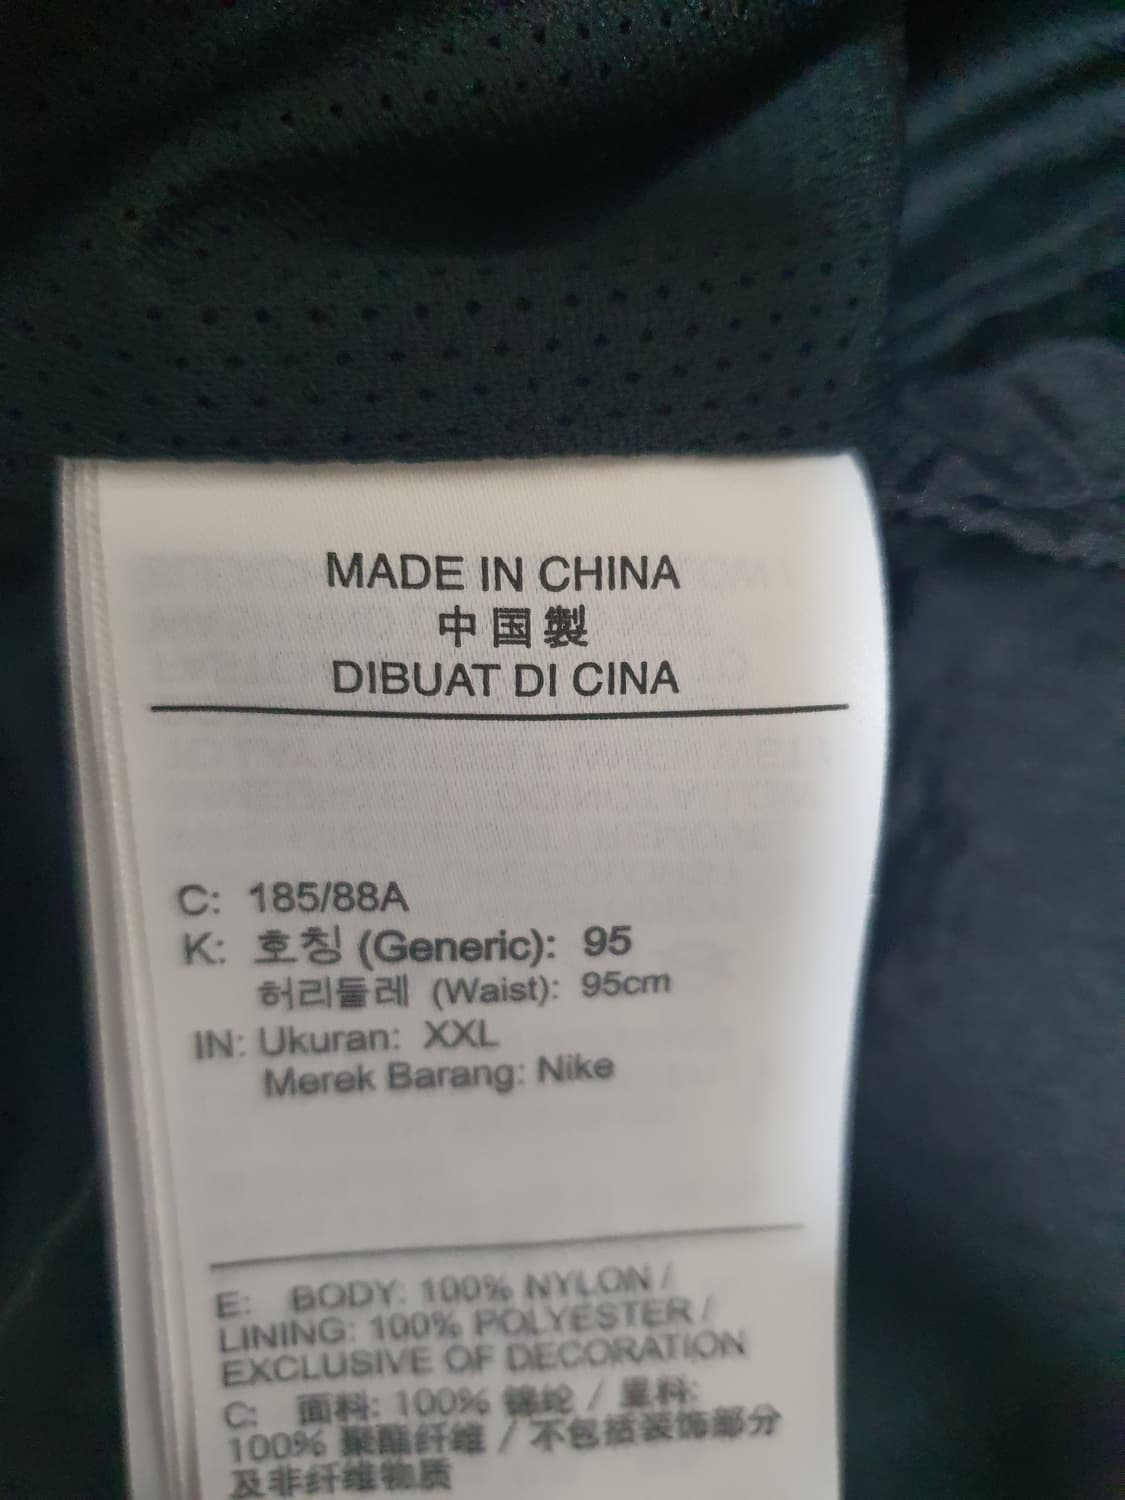 MADE IN CHINA
中国製
DIBUAT DI CINA
C: 185/88A
K: 호칭 (Generic): 95
허리둘레 (Waist): 95cm
IN: Ukuran: XXL
Merek Barang: Nike
E: BODY: 100% NYLON /
LINING: 100% POLYESTER /
EXCLUSIVE OF DECORATION
C: 面料: 100% 锦纶 / 里料:
100% 聚酯纤维 / 不包括装饰部分
及非纤维物质